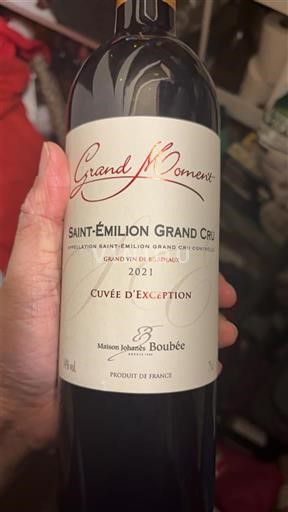 Grand Moment
SAINT-ÉMILION GRAND CRU
APPELLATION SAINT-ÉMILION GRAND CRU CONTRÔLÉE
GRAND VIN DE BORDEAUX
2021
CUVÉE D'EXCEPTION
Maison Johanès Boubée
PRODUIT DE FRANCE